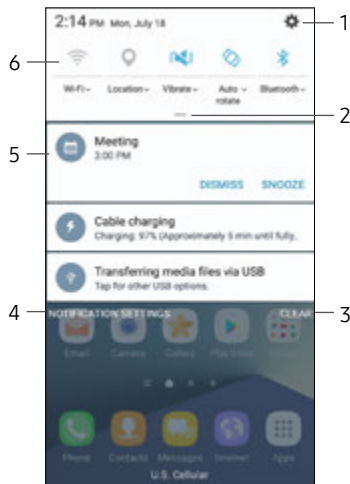 2:14 PM Mon, July 18
1
6
Wi-Fi
Location
Vibrate
Auto rotate
Bluetooth
2
5
Meeting
3:00 PM
DISMISS SNOOZE
Cable charging
Charging: 97% (Approximately 5 min until fully.
Transferring media files via USB
Tap for other USB options.
4
NOTIFICATION SETTINGS
CLEAR
3
Email Camera Gallery Play Store
Phone Contacts Messages Internet Apps
U.S. Cellular